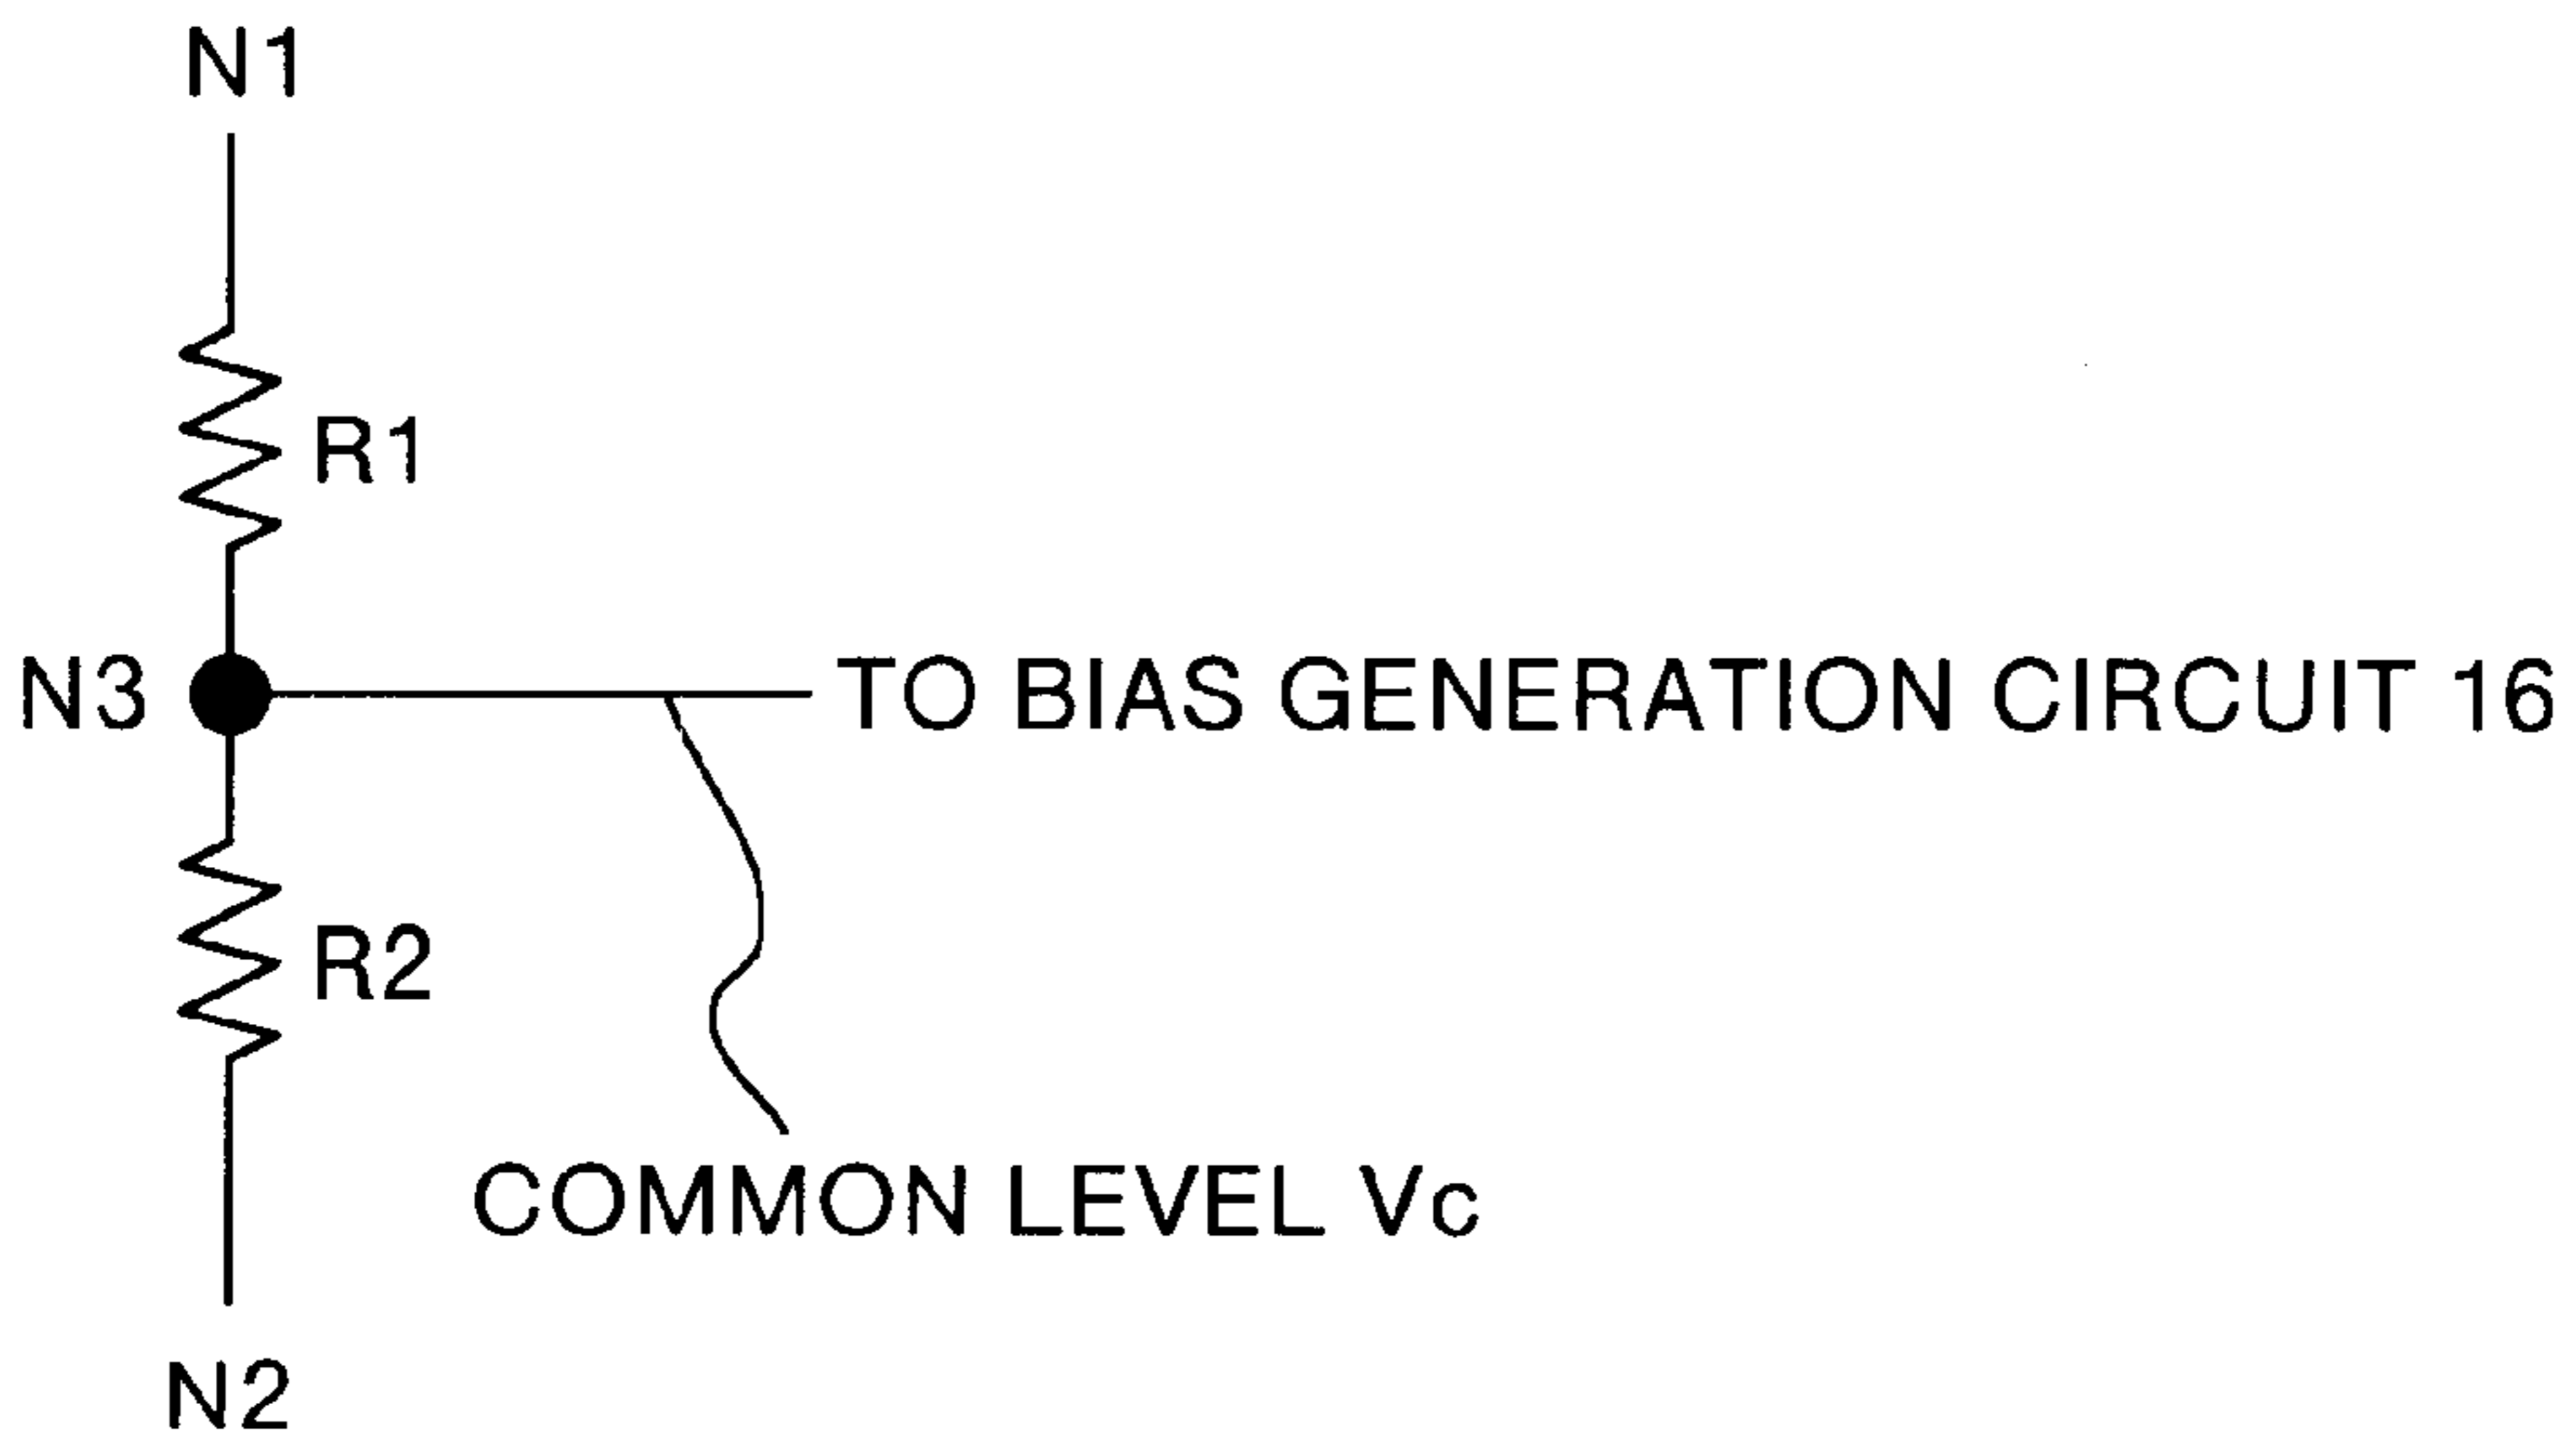 N1
R1
N3
TO BIAS GENERATION CIRCUIT 16
R2
COMMON LEVEL Vc
N2